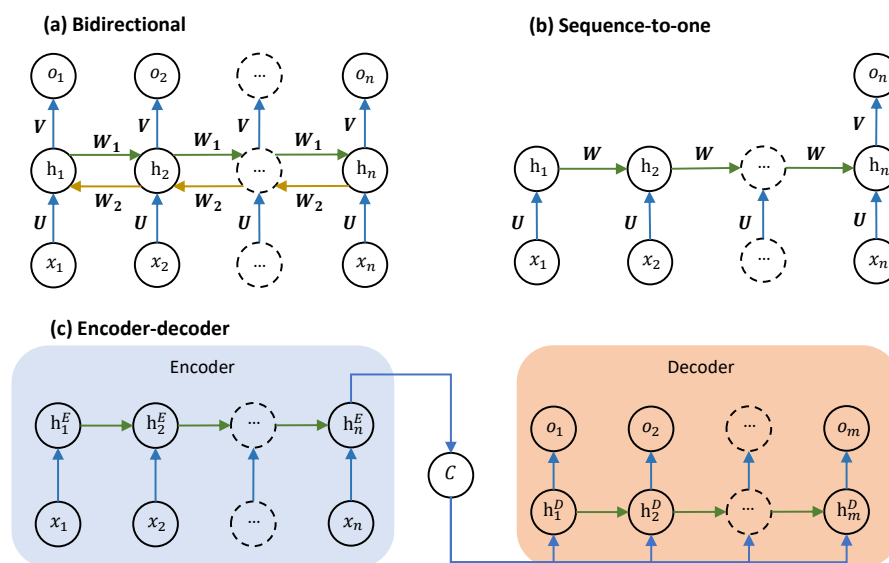 (a) Bidirectional
o₁ o₂ ... oₙ
V V V V
W₁ W₁ W₁
h₁ h₂ ... hₙ
W₂ W₂ W₂
U U U U
x₁ x₂ ... xₙ
(b) Sequence-to-one
oₙ
V
W W W
h₁ h₂ ... hₙ
U U U U
x₁ x₂ ... xₙ
(c) Encoder-decoder
Encoder
h₁ᴱ h₂ᴱ ... hₙᴱ
x₁ x₂ ... xₙ
C
Decoder
o₁ o₂ ... oₘ
h₁ᴰ h₂ᴰ ... hₘᴰ